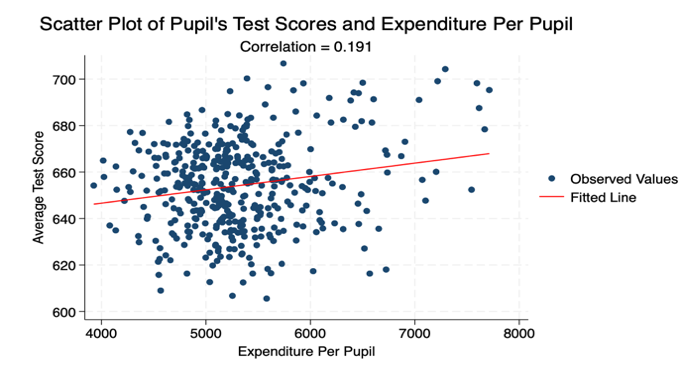 Scatter Plot of Pupil's Test Scores and Expenditure Per Pupil
Correlation = 0.191
700
680
660
640
620
600
Average Test Score
4000 5000 6000 7000 8000
Expenditure Per Pupil
Observed Values
Fitted Line